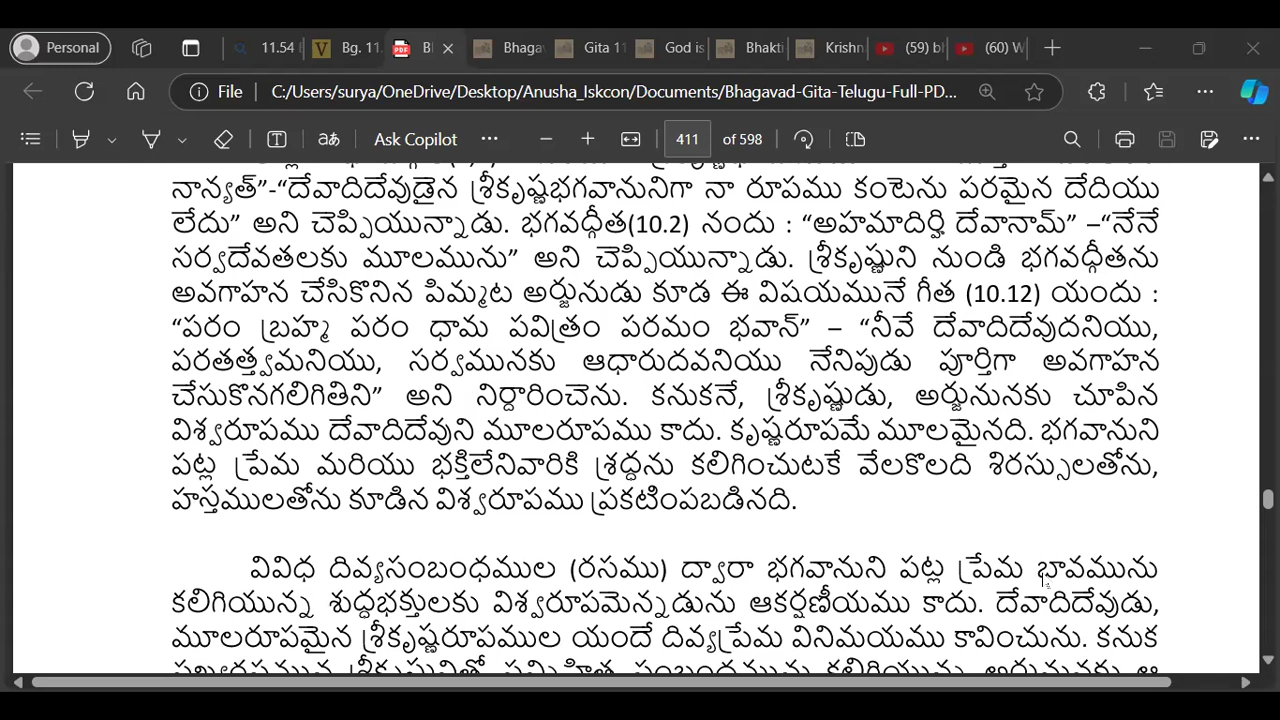 Personal
11.54 B
Bg. 11.
Bl
Bhaga
Gita 11
God is
Bhakt
Krishn
(59) bl
(60) W
File
C:/Users/surya/OneDrive/Desktop/Anusha_Iskcon/Documents/Bhagavad-Gita-Telugu-Full-PD...
Ask Copilot
411 of 598
నాన్యత్”-“దేవాదిదేవుడైన శ్రీకృష్ణభగవానునిగా నా రూపము కంటెను పరమైన దేదియు
లేదు” అని చెప్పియున్నాడు. భగవద్గీత(10.2) నందు : “అహమాదిర్హి దేవానామ్” –“నేనే
సర్వదేవతలకు మూలమును” అని చెప్పియున్నాడు. శ్రీకృష్ణుని నుండి భగవద్గీతను
అవగాహన చేసికొనిన పిమ్మట అర్జునుడు కూడ ఈ విషయమునే గీత (10.12) యందు :
“పరం బ్రహ్మ పరం ధామ పవిత్రం పరమం భవాన్” – “నీవే దేవాదిదేవుదనియు,
పరతత్త్వమనియు, సర్వమునకు ఆధారుదవనియు నేనిపుడు పూర్తిగా అవగాహన
చేసుకొనగలిగితిని” అని నిర్దారించెను. కనుకనే, శ్రీకృష్ణుడు, అర్జునునకు చూపిన
విశ్వరూపము దేవాదిదేవుని మూలరూపము కాదు. కృష్ణరూపమే మూలమైనది. భగవానుని
పట్ల ప్రేమ మరియు భక్తిలేనివారికి శ్రద్ధను కలిగించుటకే వేలకొలది శిరస్సులతోను,
హస్తములతోను కూడిన విశ్వరూపము ప్రకటింపబడినది.
వివిధ దివ్యసంబంధముల (రసము) ద్వారా భగవానుని పట్ల ప్రేమ భావమును
కలిగియున్న శుద్ధభక్తులకు విశ్వరూపమెన్నడును ఆకర్షణీయము కాదు. దేవాదిదేవుడు,
మూలరూపమైన శ్రీకృష్ణరూపముల యందే దివ్యప్రేమ వినిమయము కావించును. కనుక